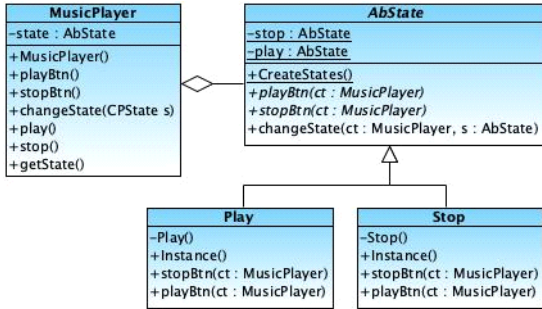 MusicPlayer
-state : AbState
+MusicPlayer()
+playBtn()
+stopBtn()
+changeState(CPState s)
+play()
+stop()
+getState()
AbState
-stop : AbState
-play : AbState
+CreateStates()
+playBtn(ct : MusicPlayer)
+stopBtn(ct : MusicPlayer)
+changeState(ct : MusicPlayer, s : AbState)
Play
-Play()
+Instance()
+stopBtn(ct : MusicPlayer)
+playBtn(ct : MusicPlayer)
Stop
-Stop()
+Instance()
+stopBtn(ct : MusicPlayer)
+playBtn(ct : MusicPlayer)